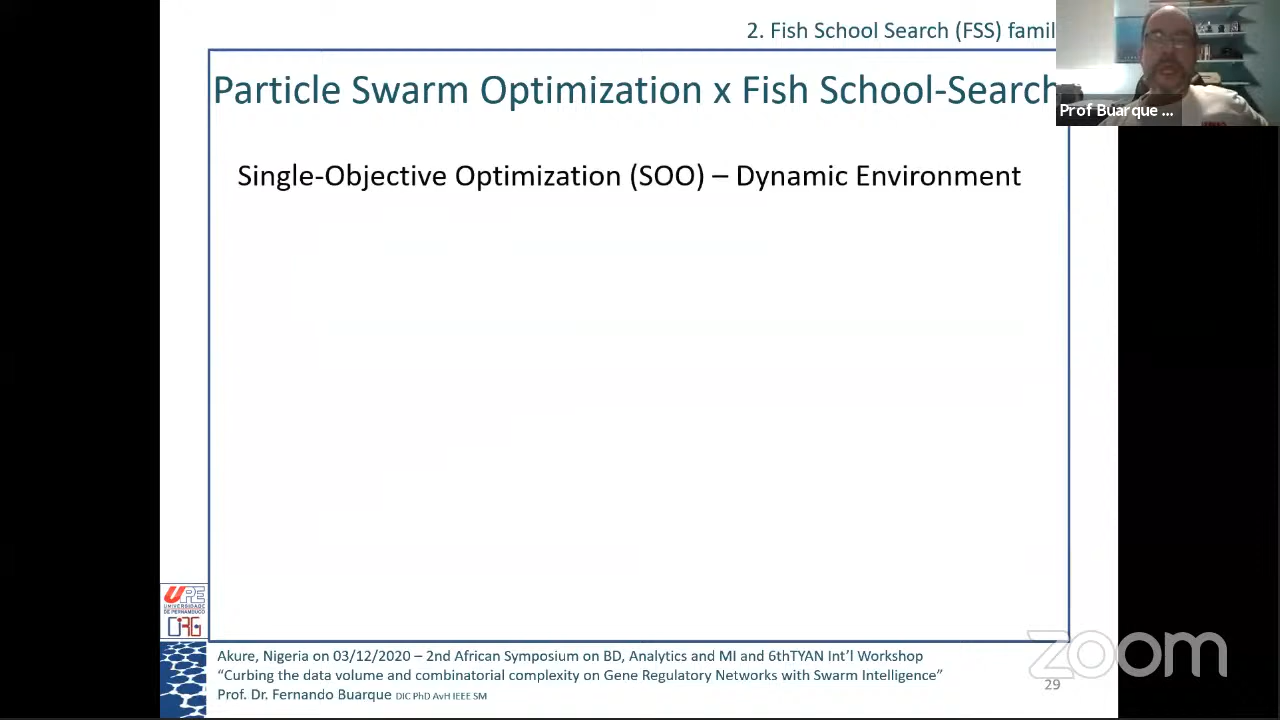 2. Fish School Search (FSS) famil
Particle Swarm Optimization x Fish School-Search
Prof Buarque ...
Single-Objective Optimization (SOO) – Dynamic Environment
UPE
UNIVERSIDADE
DE PERNAMBUCO
CIRG
Akure, Nigeria on 03/12/2020 – 2nd African Symposium on BD, Analytics and MI and 6thTYAN Int’l Workshop
“Curbing the data volume and combinatorial complexity on Gene Regulatory Networks with Swarm Intelligence”
Prof. Dr. Fernando Buarque DIC PhD AvH IEEE SM
29
zoom